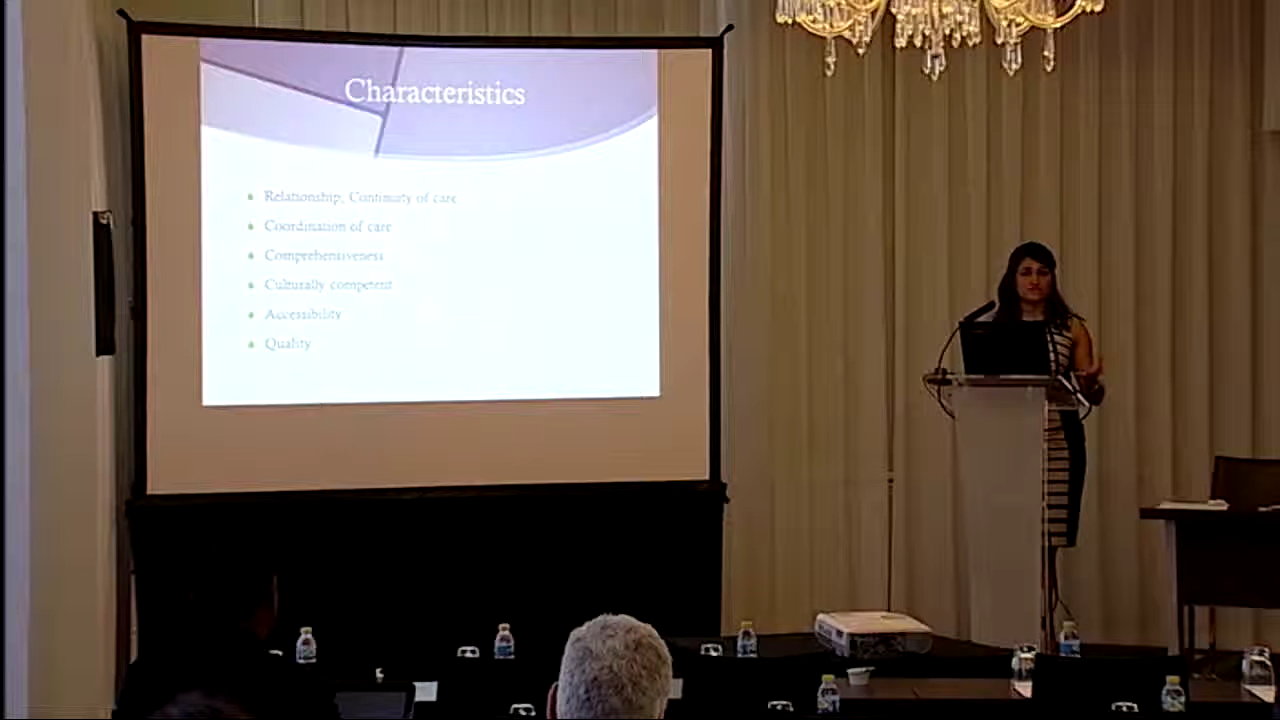 Characteristics
Relationship, Continuity of care
Coordination of care
Comprehensiveness
Culturally competent
Accessibility
Quality